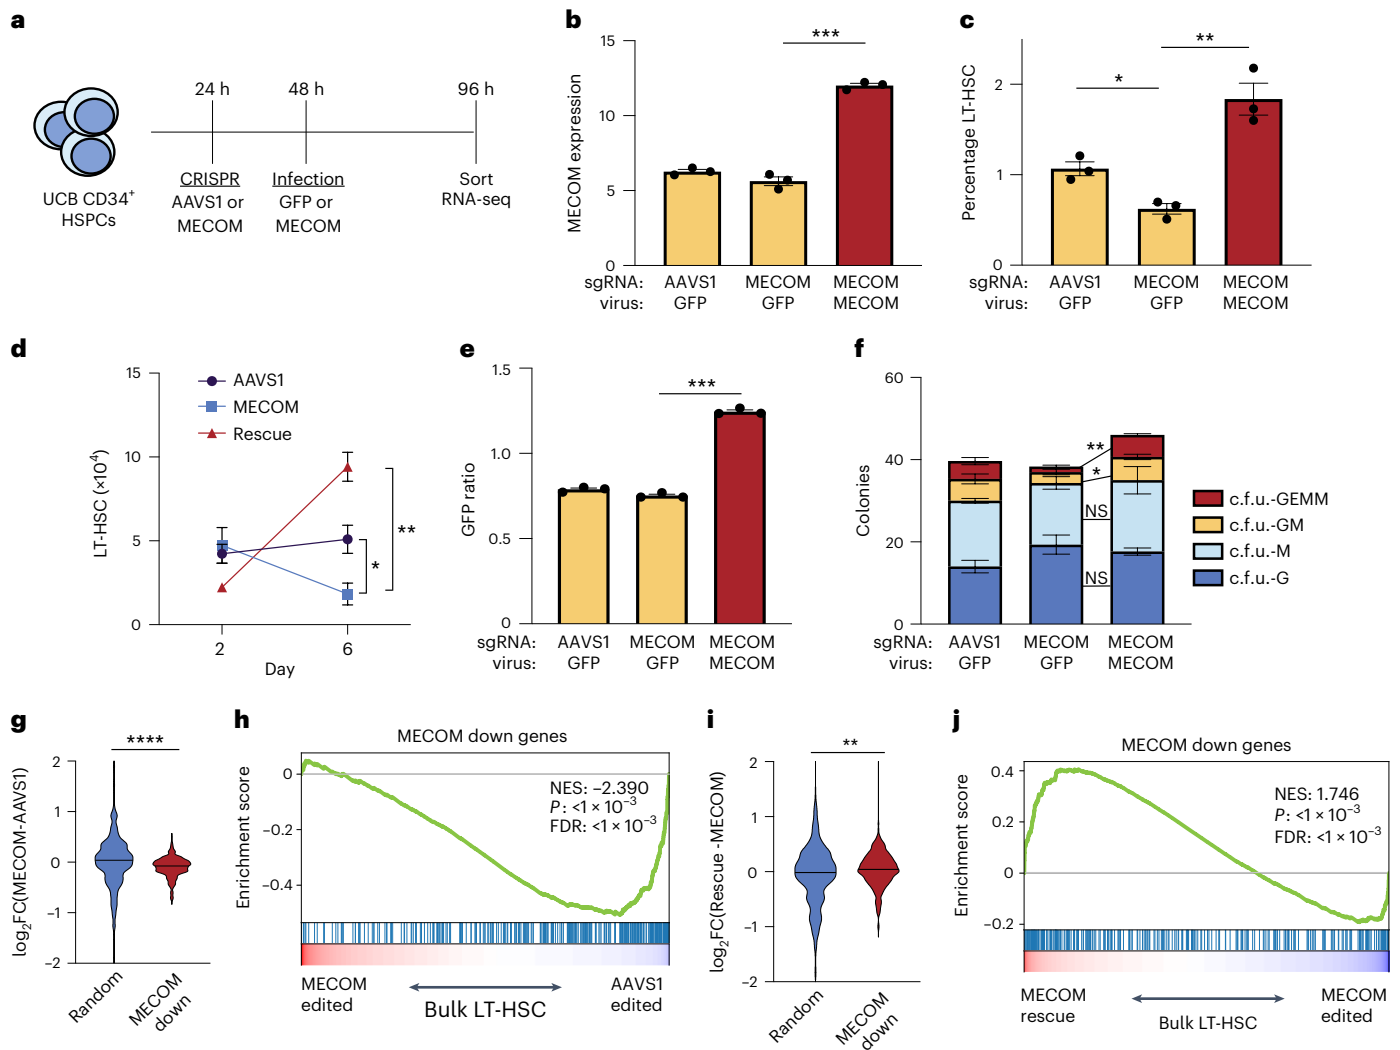 a
24 h
48 h
96 h
UCB CD34+
HSPCs
CRISPR
AAVS1 or
MECOM
Infection
GFP or
MECOM
Sort
RNA-seq
b
MECOM expression
15
10
5
0
***
sgRNA: AAVS1 MECOM MECOM
virus: GFP GFP MECOM
c
Percentage LT-HSC
2
1
0
*
**
sgRNA: AAVS1 MECOM MECOM
virus: GFP GFP MECOM
d
LT-HSC (×10⁴)
15
10
5
0
AAVS1
MECOM
Rescue
**
*
2 6
Day
e
GFP ratio
1.5
1.0
0.5
0
***
sgRNA: AAVS1 MECOM MECOM
virus: GFP GFP MECOM
f
Colonies
60
40
20
0
**
*
NS
NS
c.f.u.-GEMM
c.f.u.-GM
c.f.u.-M
c.f.u.-G
sgRNA: AAVS1 MECOM MECOM
virus: GFP GFP MECOM
g
log₂FC(MECOM-AAVS1)
2
1
0
−1
−2
****
Random
MECOM
down
h
MECOM down genes
Enrichment score
0
−0.2
−0.4
NES: −2.390
P: <1 × 10⁻³
FDR: <1 × 10⁻³
MECOM
edited
Bulk LT-HSC
AAVS1
edited
i
log₂FC(Rescue -MECOM)
2
1
0
−1
−2
**
Random
MECOM
down
j
MECOM down genes
Enrichment score
0.4
0.2
0
−0.2
NES: 1.746
P: <1 × 10⁻³
FDR: <1 × 10⁻³
MECOM
rescue
Bulk LT-HSC
MECOM
edited